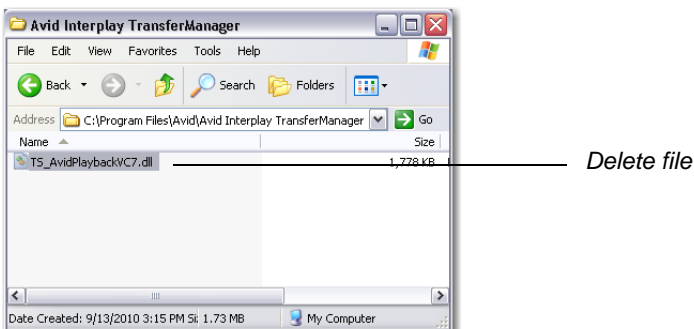 Avid Interplay TransferManager
File Edit View Favorites Tools Help
Back Search Folders
Address C:\Program Files\Avid\Avid Interplay TransferManager Go
Name Size
TS_AvidPlaybackVC7.dll 1,778 KB Delete file
Date Created: 9/13/2010 3:15 PM Si: 1.73 MB My Computer